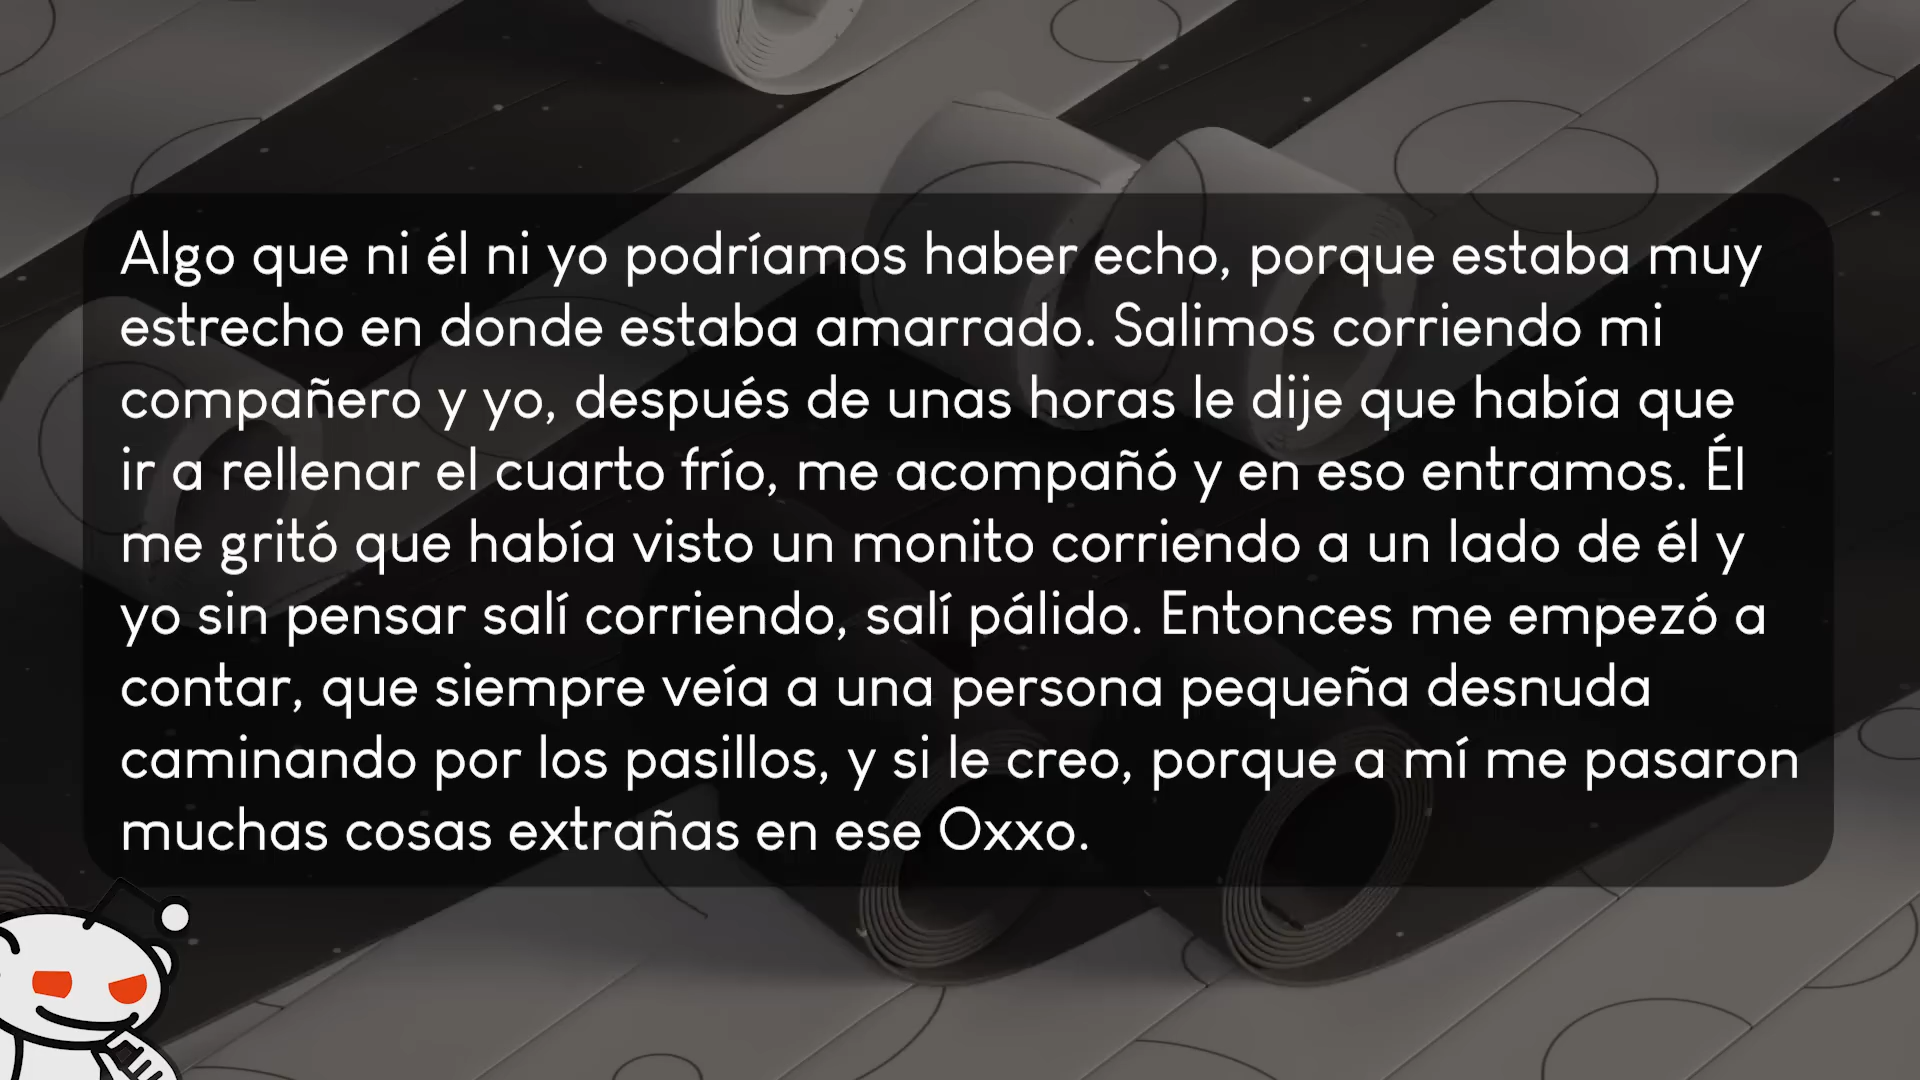 Algo que ni él ni yo podríamos haber echo, porque estaba muy
estrecho en donde estaba amarrado. Salimos corriendo mi
compañero y yo, después de unas horas le dije que había que
ir a rellenar el cuarto frío, me acompañó y en eso entramos. Él
me gritó que había visto un monito corriendo a un lado de él y
yo sin pensar salí corriendo, salí pálido. Entonces me empezó a
contar, que siempre veía a una persona pequeña desnuda
caminando por los pasillos, y si le creo, porque a mí me pasaron
muchas cosas extrañas en ese Oxxo.